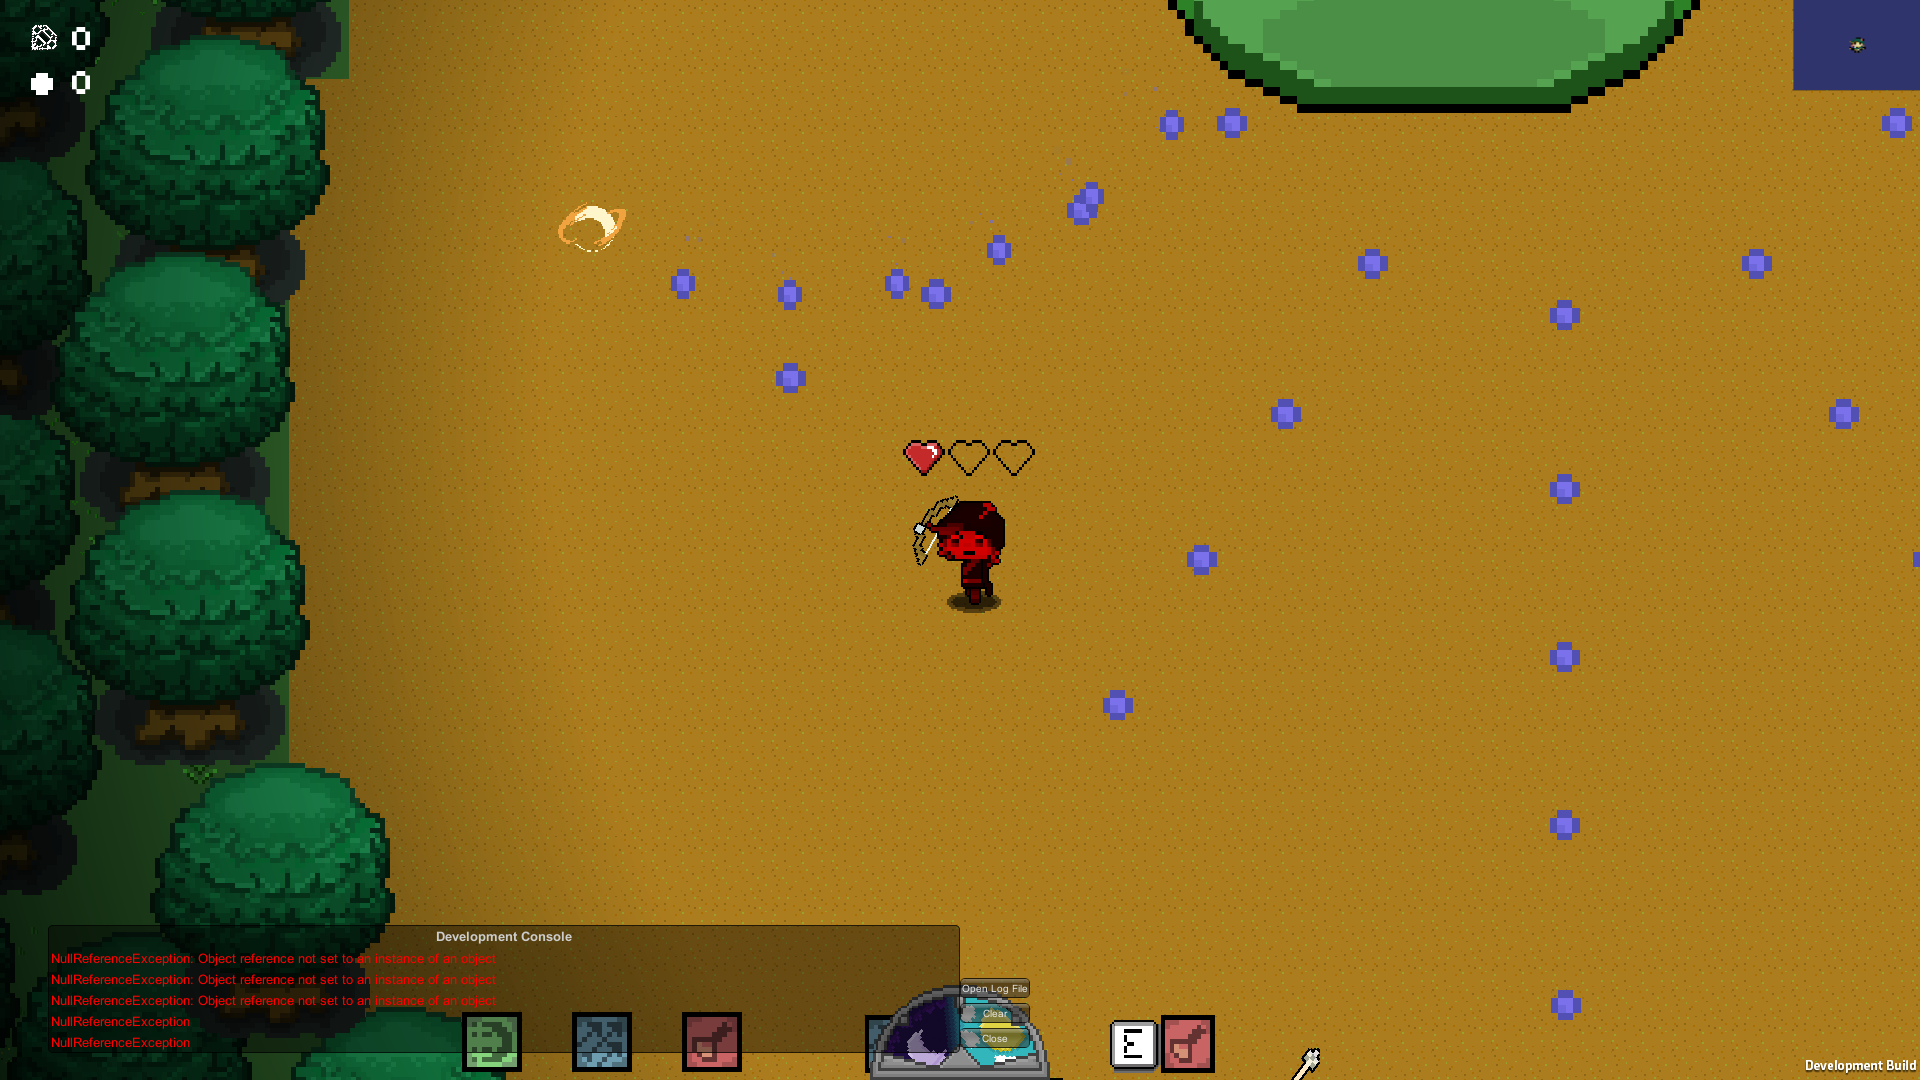 0
0
Development Console
NullReferenceException: Object reference not set to an instance of an object
NullReferenceException: Object reference not set to an instance of an object
NullReferenceException: Object reference not set to an instance of an object
NullReferenceException
NullReferenceException
Open Log File
Clear
Close
E
Development Build